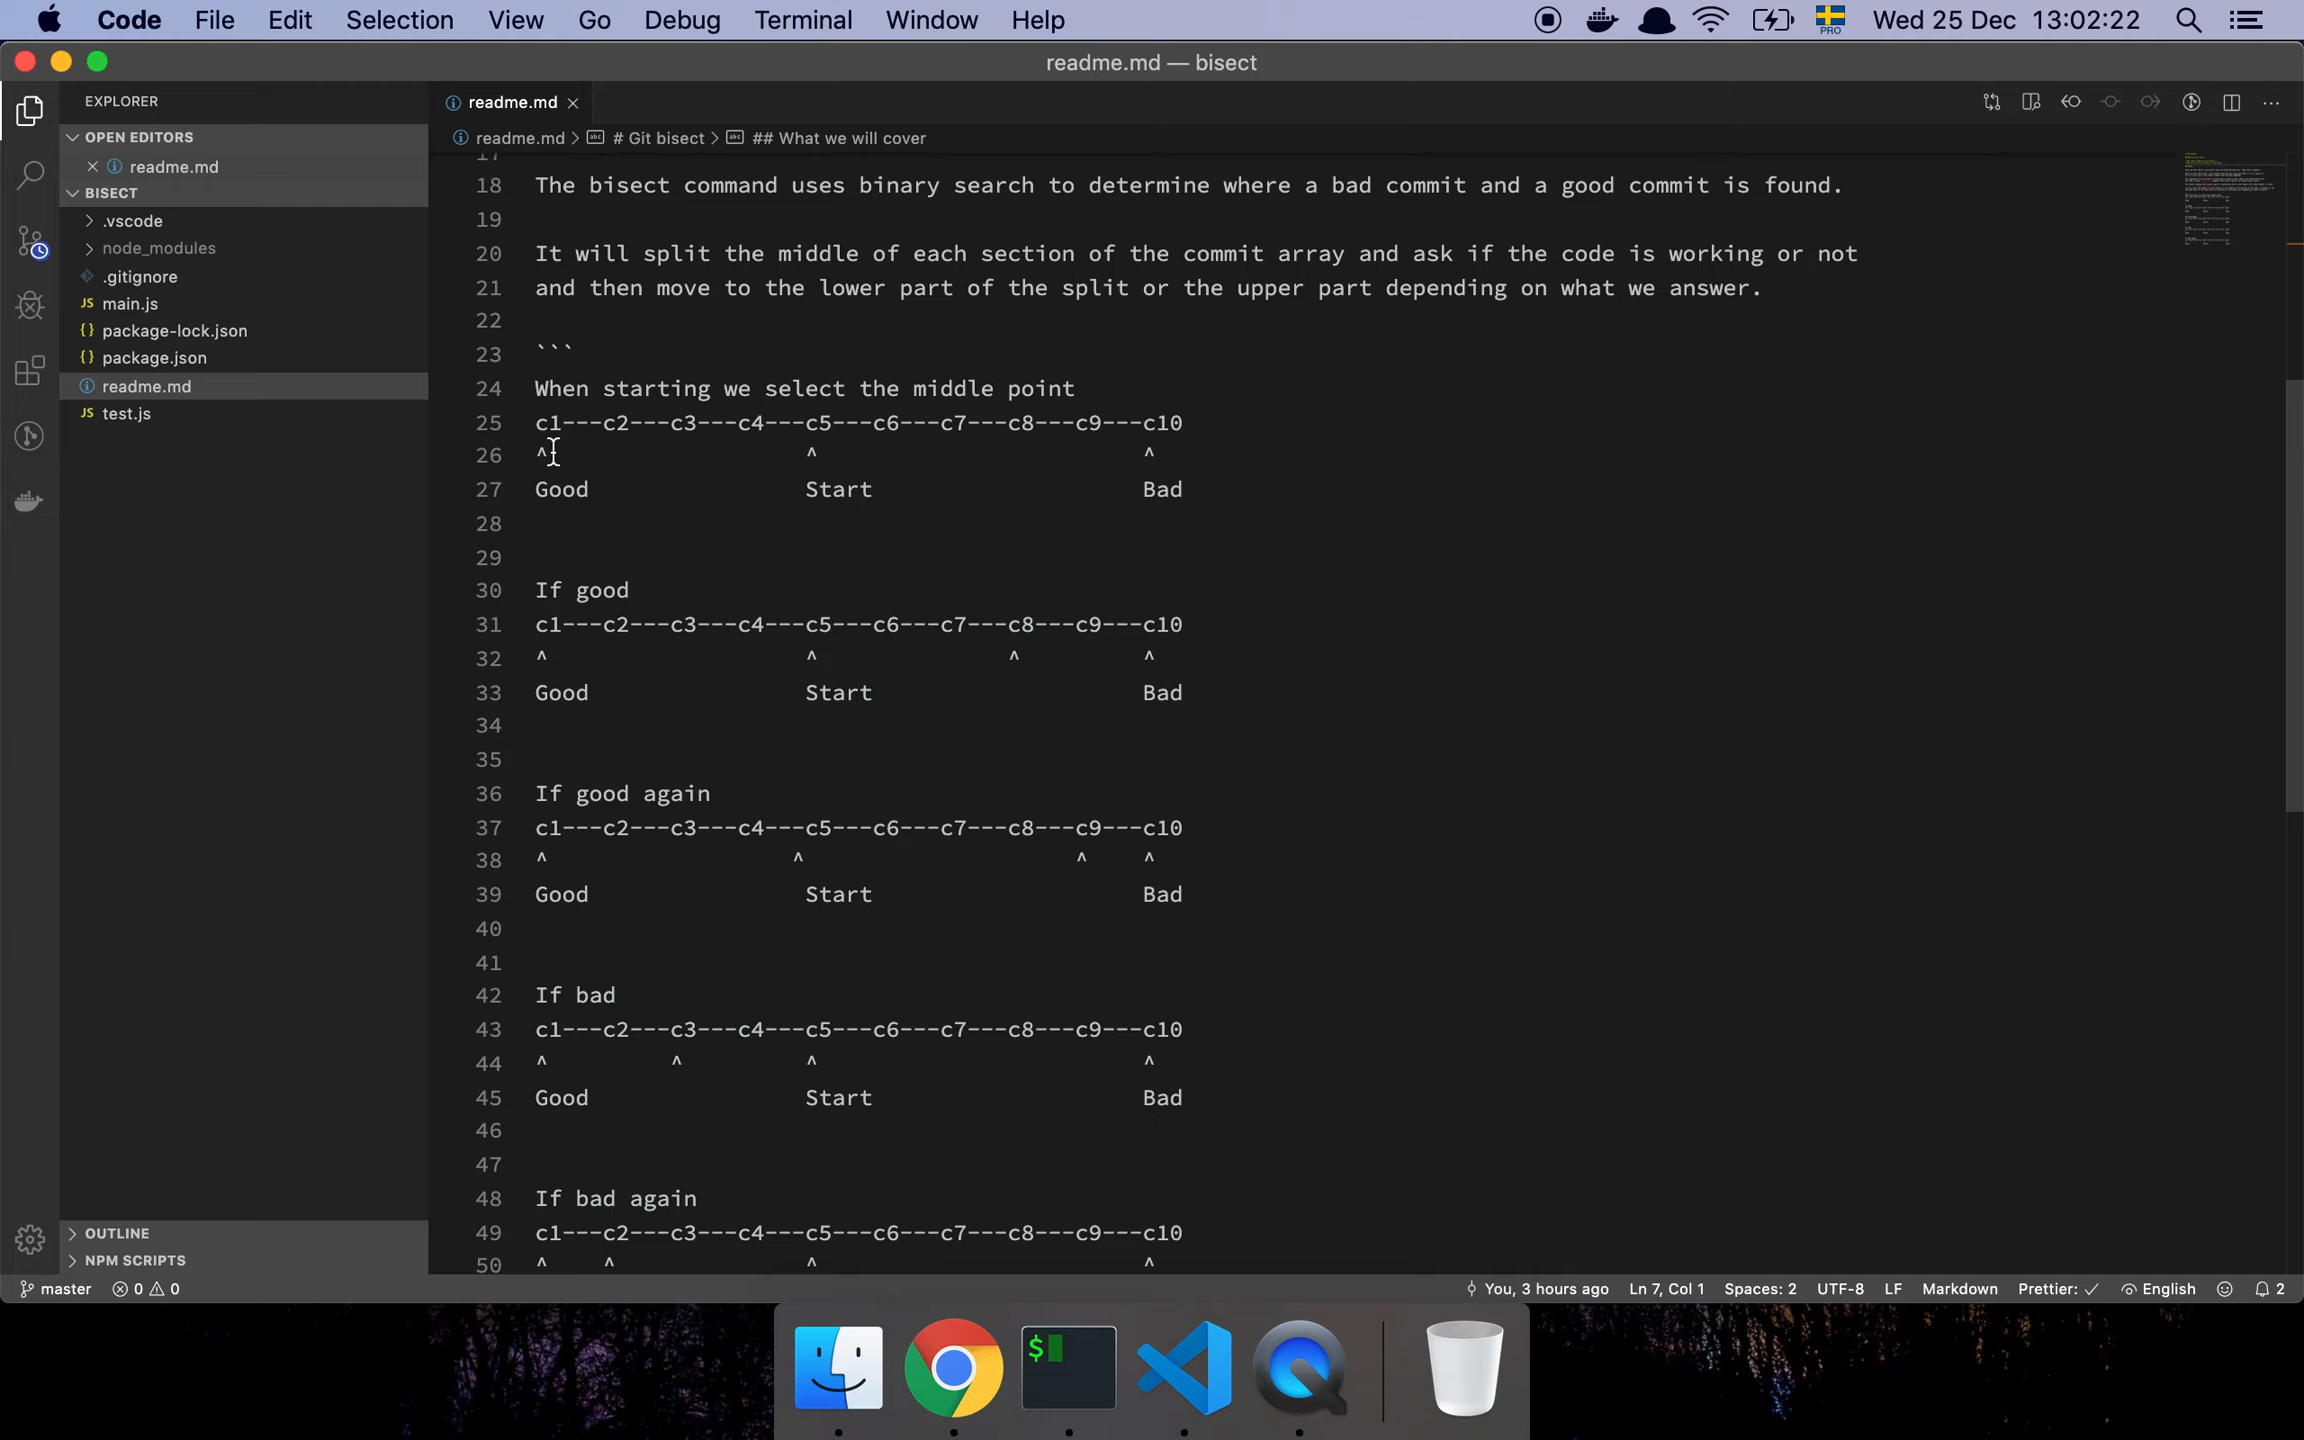 Code File Edit Selection View Go Debug Terminal Window Help PRO Wed 25 Dec 13:02:22
readme.md — bisect
EXPLORER
OPEN EDITORS
readme.md
BISECT
.vscode
node_modules
.gitignore
JS main.js
{} package-lock.json
{} package.json
readme.md
JS test.js
OUTLINE
NPM SCRIPTS
readme.md
readme.md > # Git bisect > ## What we will cover
17
18 The bisect command uses binary search to determine where a bad commit and a good commit is found.
19
20 It will split the middle of each section of the commit array and ask if the code is working or not
21 and then move to the lower part of the split or the upper part depending on what we answer.
22
23 ```
24 When starting we select the middle point
25 c1---c2---c3---c4---c5---c6---c7---c8---c9---c10
26 ^                   ^                        ^
27 Good                Start                    Bad
28
29
30 If good
31 c1---c2---c3---c4---c5---c6---c7---c8---c9---c10
32 ^                   ^              ^         ^
33 Good                Start                    Bad
34
35
36 If good again
37 c1---c2---c3---c4---c5---c6---c7---c8---c9---c10
38 ^                  ^                    ^    ^
39 Good                Start                    Bad
40
41
42 If bad
43 c1---c2---c3---c4---c5---c6---c7---c8---c9---c10
44 ^         ^         ^                        ^
45 Good                Start                    Bad
46
47
48 If bad again
49 c1---c2---c3---c4---c5---c6---c7---c8---c9---c10
50 ^    ^              ^                        ^
master 0 0 You, 3 hours ago Ln 7, Col 1 Spaces: 2 UTF-8 LF Markdown Prettier: ✓ English 2
$